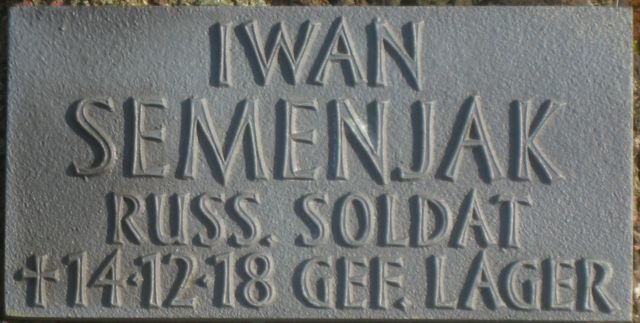 IWAN
SEMENJAK
RUSS. SOLDAT
+14·12·18 GEF. LAGER